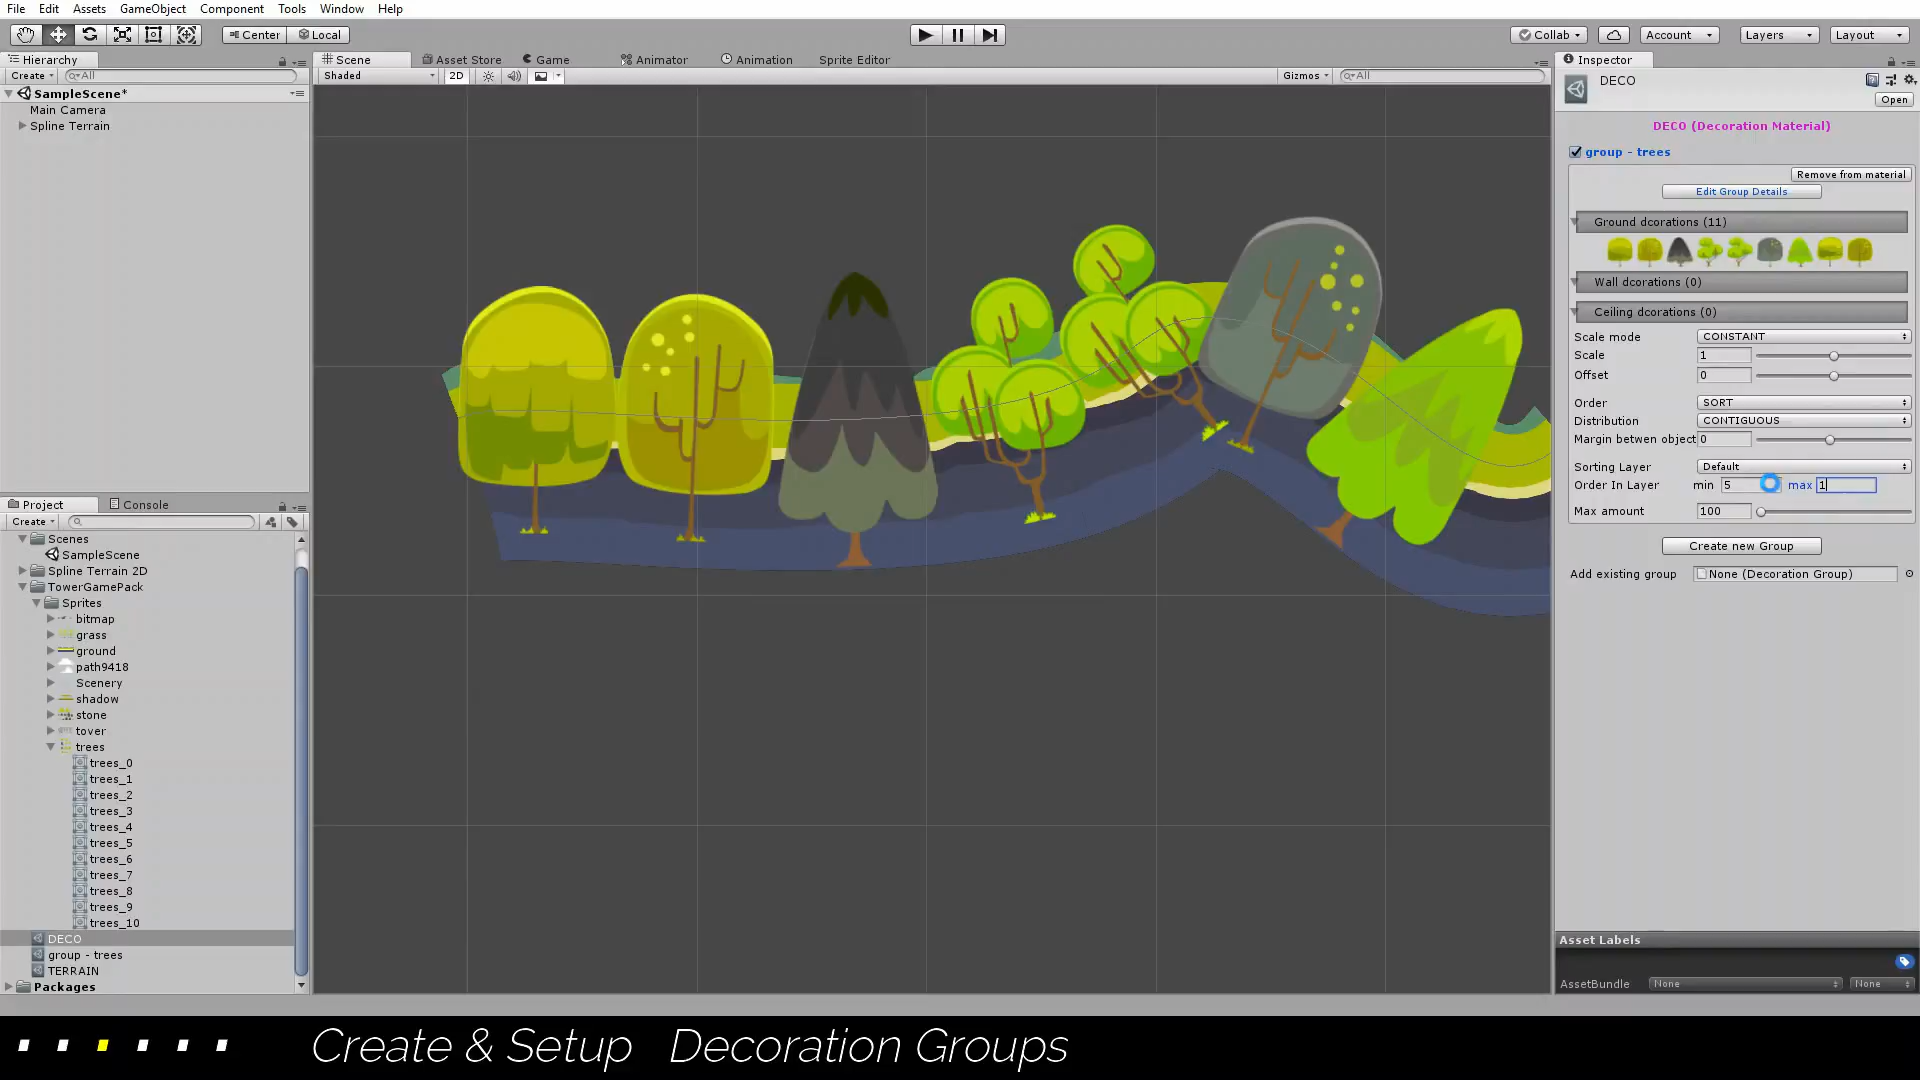 File Edit Assets GameObject Component Tools Window Help
Center Local Collab Account Layers Layout
Hierarchy
Create All
SampleScene*
Main Camera
Spline Terrain
Scene Asset Store Game Animator Animation Sprite Editor
Shaded 2D Gizmos All
Project Console
Create
Scenes
SampleScene
Spline Terrain 2D
TowerGamePack
Sprites
bitmap
grass
ground
path9418
Scenery
shadow
stone
tover
trees
trees_0
trees_1
trees_2
trees_3
trees_4
trees_5
trees_6
trees_7
trees_8
trees_9
trees_10
DECO
group - trees
TERRAIN
Packages
Inspector
DECO
Open
DECO (Decoration Material)
group - trees
Remove from material
Edit Group Details
Ground dcorations (11)
Wall dcorations (0)
Ceiling dcorations (0)
Scale mode CONSTANT
Scale 1
Offset 0
Order SORT
Distribution CONTIGUOUS
Margin betwen object 0
Sorting Layer Default
Order In Layer min 5 max 1
Max amount 100
Create new Group
Add existing group None (Decoration Group)
Asset Labels
AssetBundle None None
Create & Setup Decoration Groups